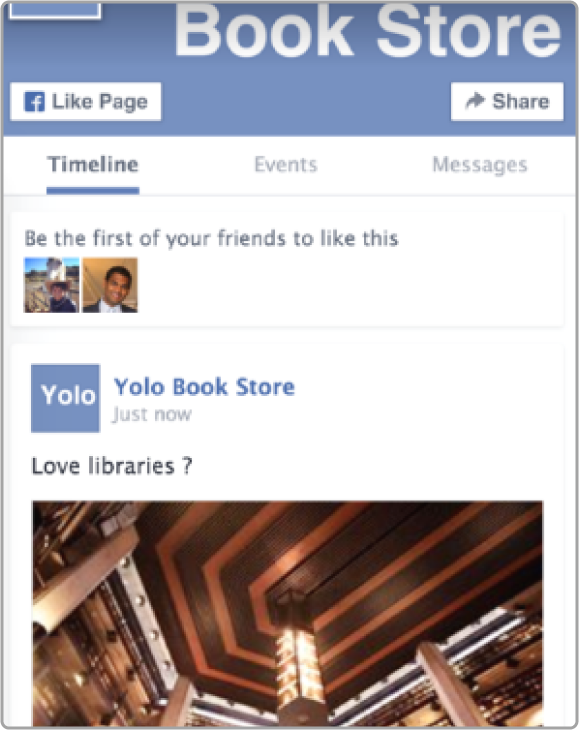 Book Store
Like Page
Share
Timeline Events Messages
Be the first of your friends to like this
Yolo
Yolo Book Store
Just now
Love libraries ?